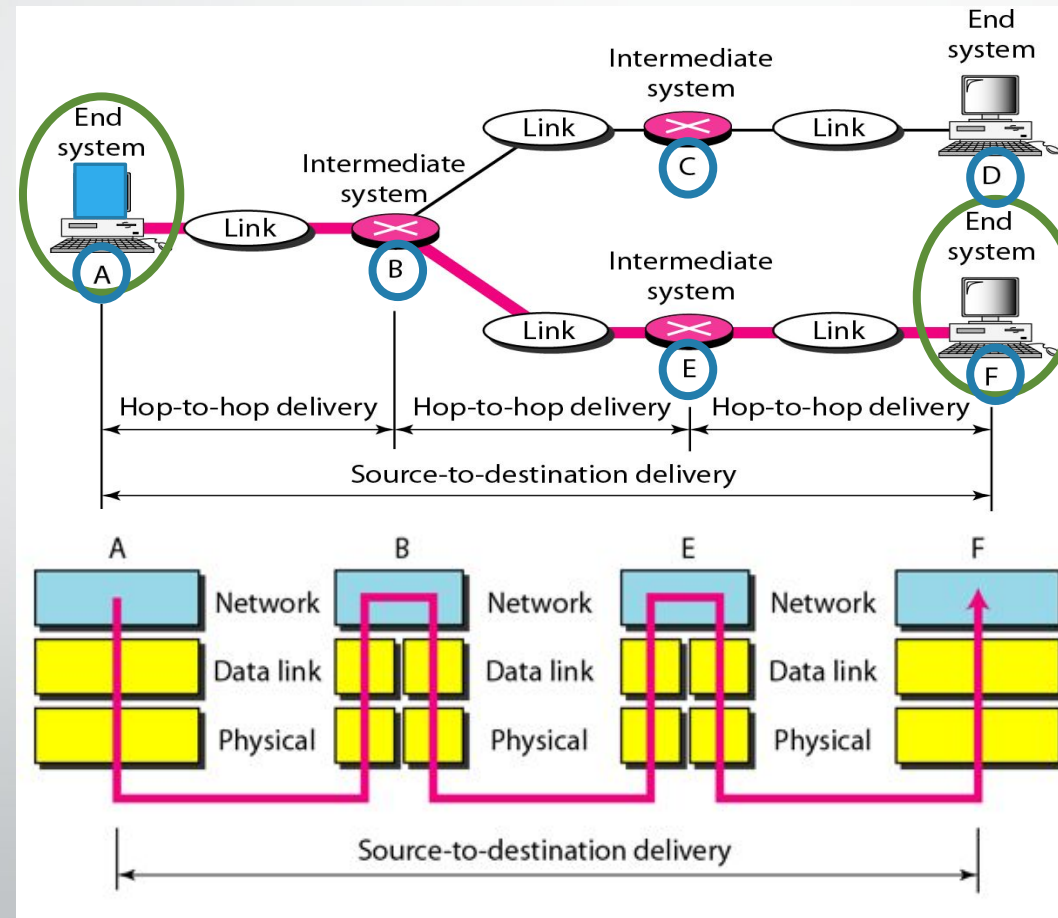 End
system
Intermediate
system
Link
Link
C
D
End
system
Intermediate
system
Link
A
B
End
system
Intermediate
system
Link
Link
E
F
Hop-to-hop delivery
Hop-to-hop delivery
Hop-to-hop delivery
Source-to-destination delivery
A
B
E
F
Network
Network
Network
Data link
Data link
Data link
Physical
Physical
Physical
Source-to-destination delivery